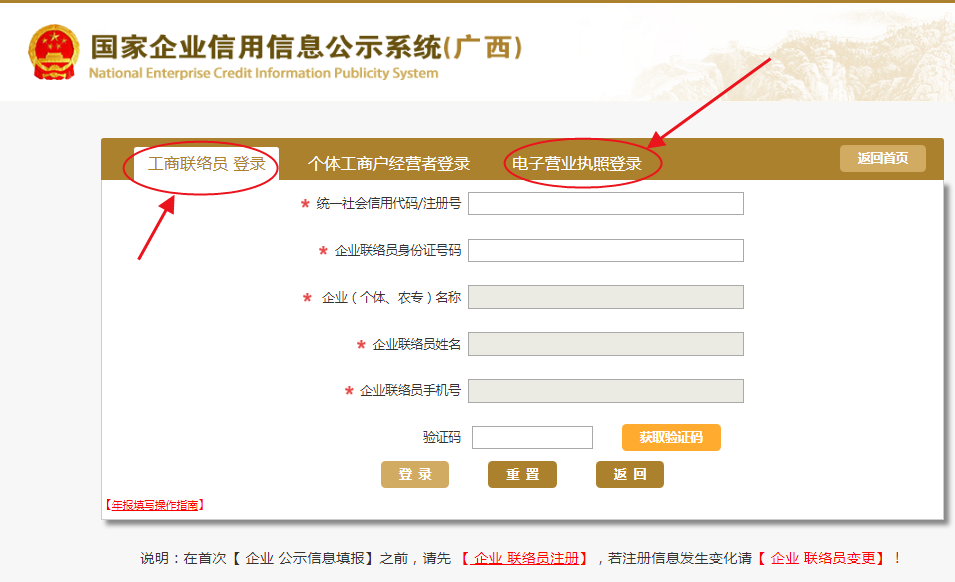 国家企业信用信息公示系统(广西)
National Enterprise Credit Information Publicity System
工商联络员 登录 个体工商户经营者登录 电子营业执照登录 返回首页
* 统一社会信用代码/注册号
* 企业联络员身份证号码
* 企业（个体、农专）名称
* 企业联络员姓名
* 企业联络员手机号
验证码 获取验证码
登 录 重 置 返 回
【年报填写操作指南】
说明：在首次【 企业 公示信息填报】之前，请先 【 企业 联络员注册】，若注册信息发生变化请【 企业 联络员变更】！